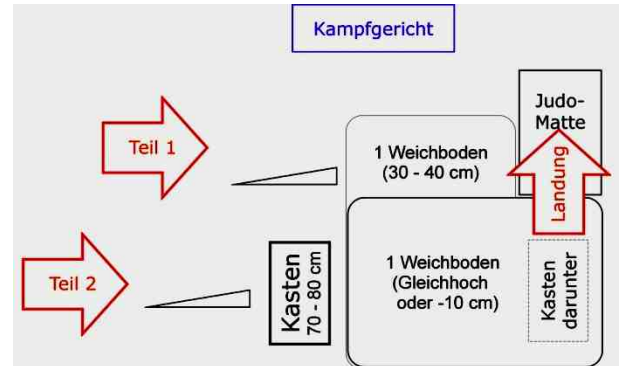 Kampfgericht
Judo-
Matte
Teil 1
1 Weichboden
(30 - 40 cm)
Landung
Teil 2
Kasten
70 - 80 cm
1 Weichboden
(Gleichhoch
oder -10 cm)
Kasten
darunter